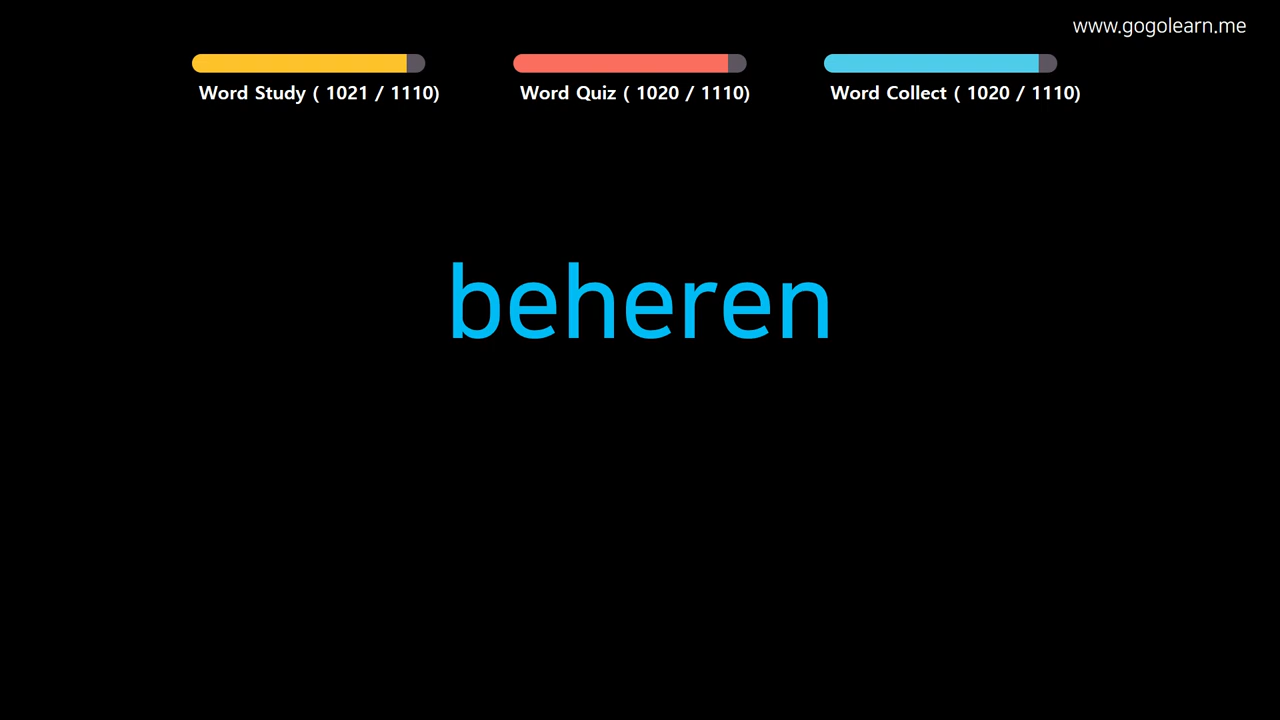 www.gogolearn.me
Word Study ( 1021 / 1110)
Word Quiz ( 1020 / 1110)
Word Collect ( 1020 / 1110)
beheren